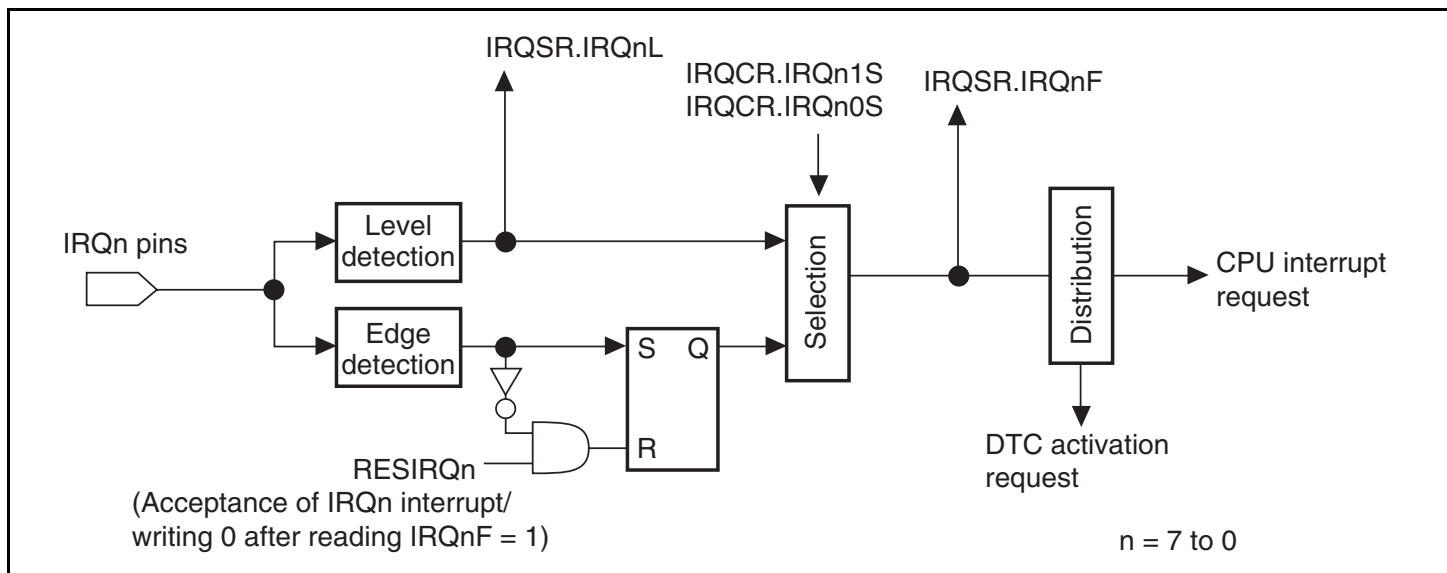 IRQSR.IRQnL
IRQCR.IRQn1S
IRQCR.IRQn0S
IRQSR.IRQnF
IRQn pins
Level
detection
Edge
detection
S Q
R
Selection
Distribution
CPU interrupt
request
DTC activation
request
RESIRQn
(Acceptance of IRQn interrupt/
writing 0 after reading IRQnF = 1)
n = 7 to 0